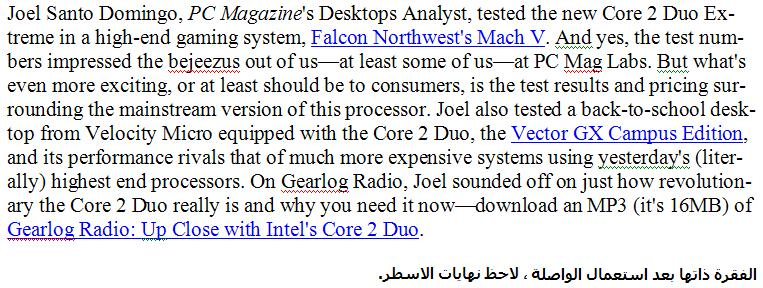 Joel Santo Domingo, PC Magazine's Desktops Analyst, tested the new Core 2 Duo Ex-
treme in a high-end gaming system, Falcon Northwest's Mach V. And yes, the test num-
bers impressed the bejeezus out of us—at least some of us—at PC Mag Labs. But what's
even more exciting, or at least should be to consumers, is the test results and pricing sur-
rounding the mainstream version of this processor. Joel also tested a back-to-school desk-
top from Velocity Micro equipped with the Core 2 Duo, the Vector GX Campus Edition,
and its performance rivals that of much more expensive systems using yesterday's (liter-
ally) highest end processors. On Gearlog Radio, Joel sounded off on just how revolution-
ary the Core 2 Duo really is and why you need it now—download an MP3 (it's 16MB) of
Gearlog Radio: Up Close with Intel's Core 2 Duo.
الفقرة ذاتها بعد استعمال الواصلة ، لاحظ نهايات الاسطر.